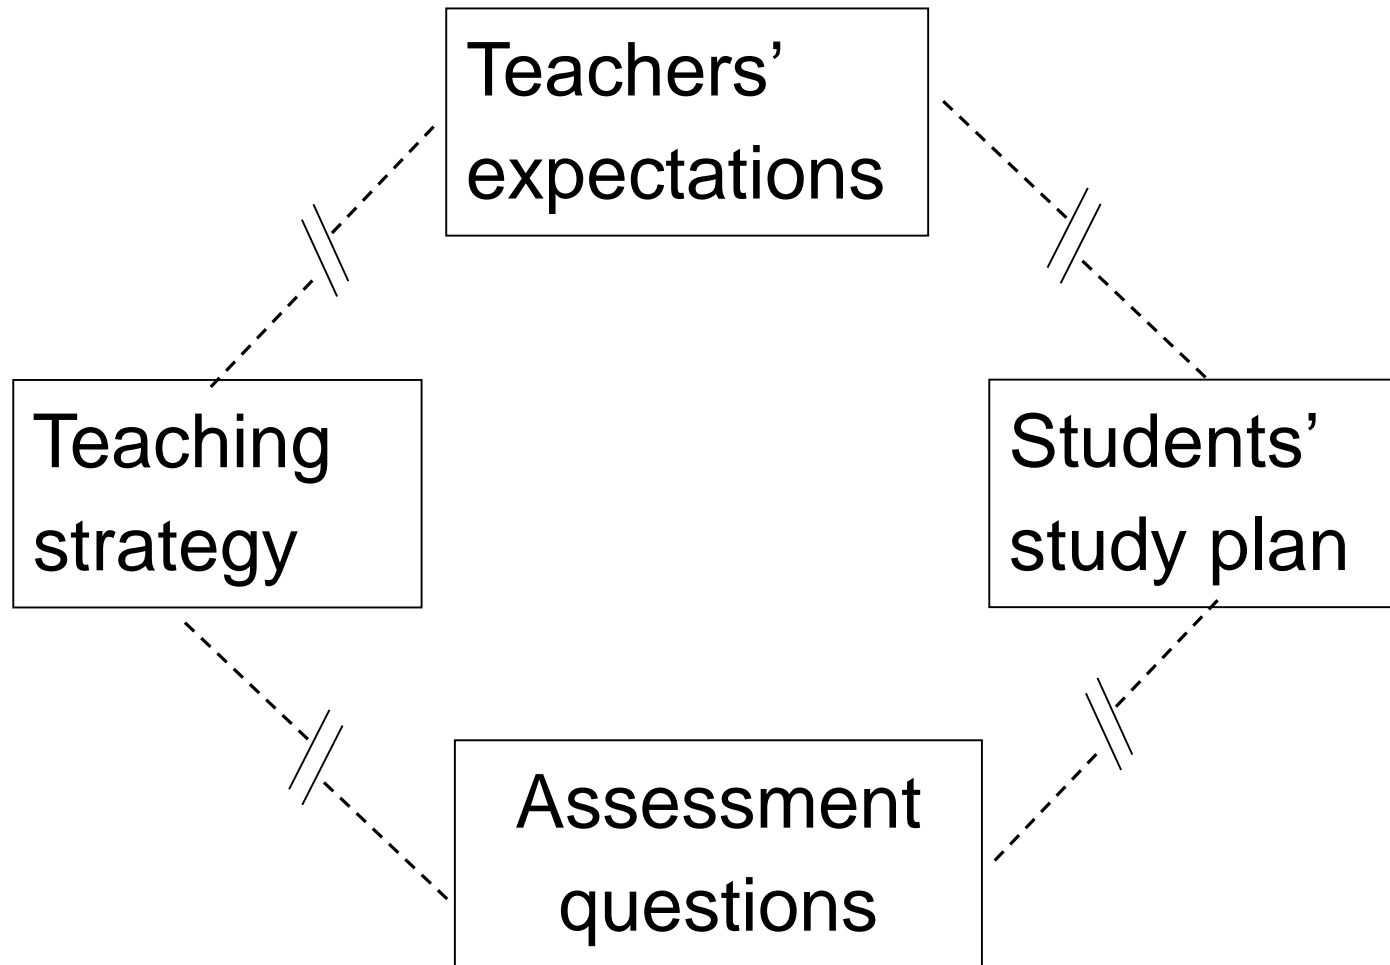 Teachers’
expectations
Teaching
strategy
Students’
study plan
Assessment
questions